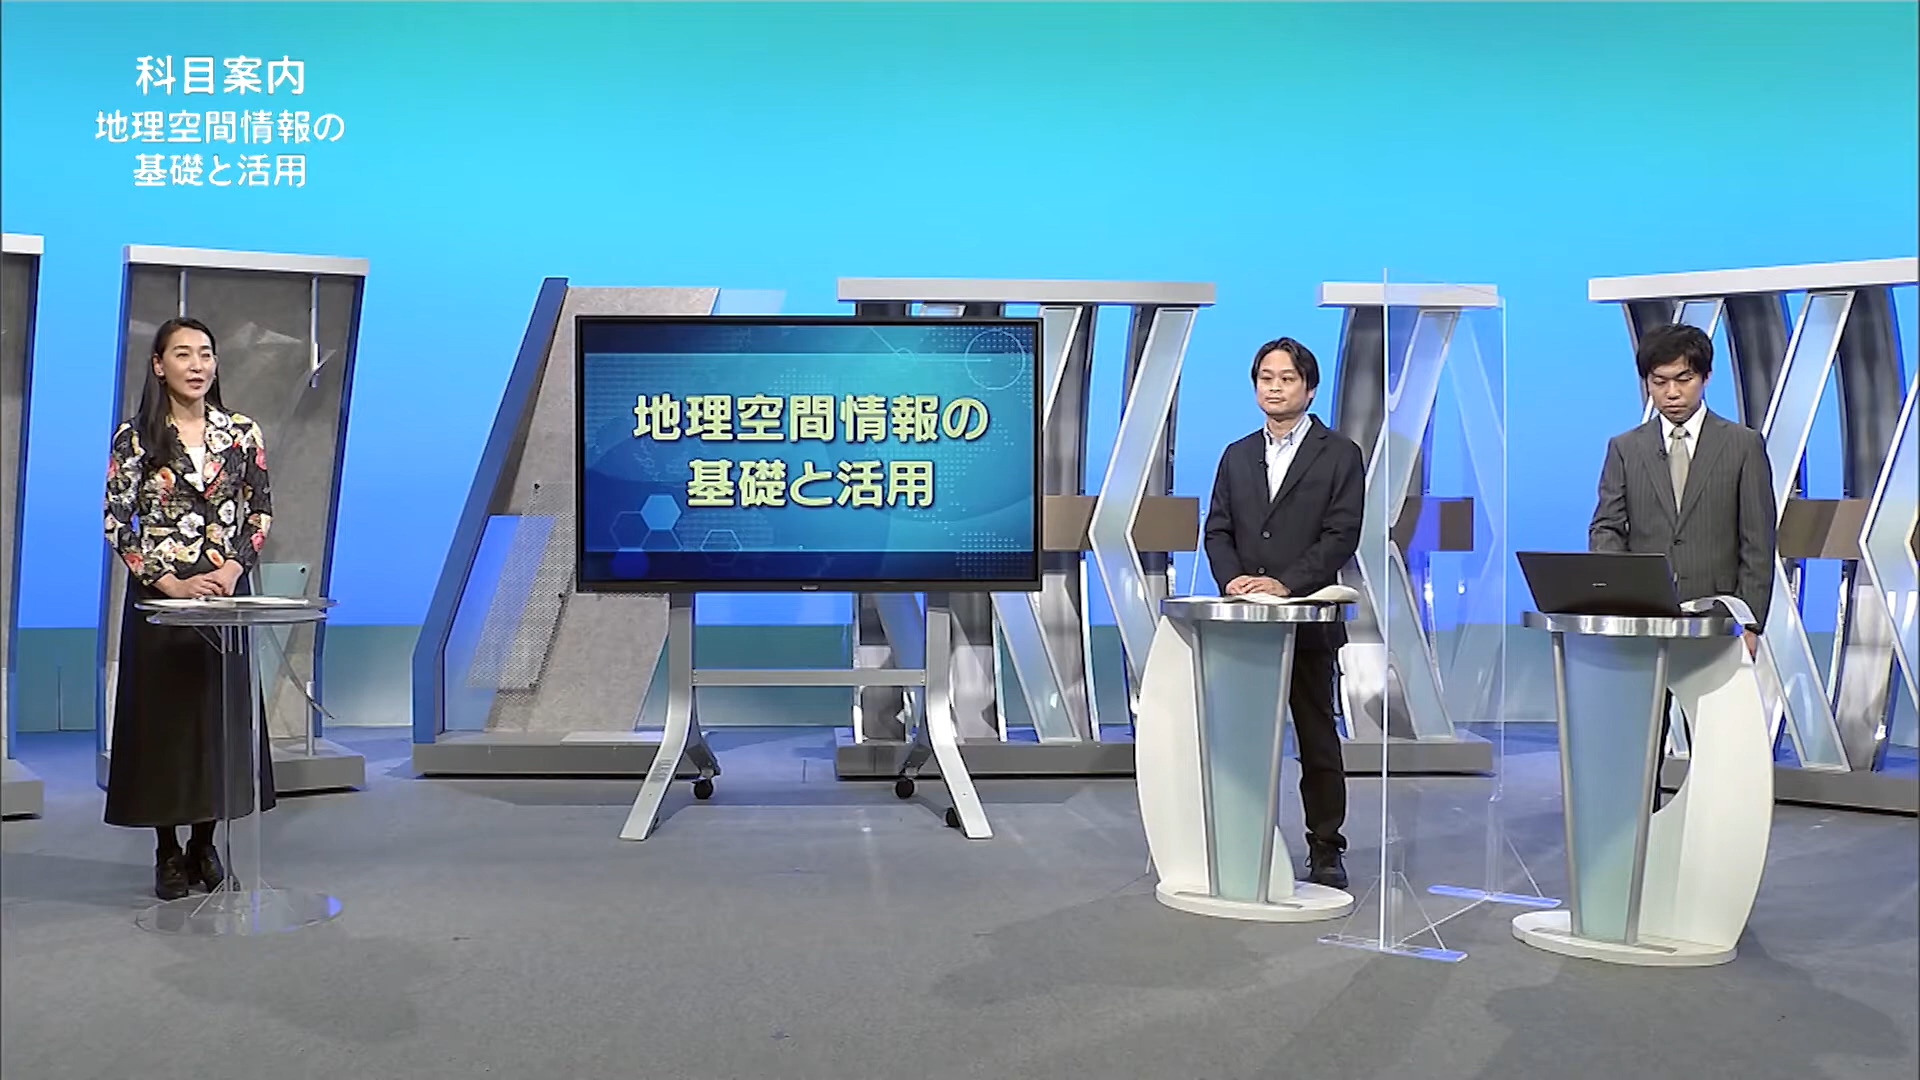 科目案内
地理空間情報の
基礎と活用
地理空間情報の
基礎と活用